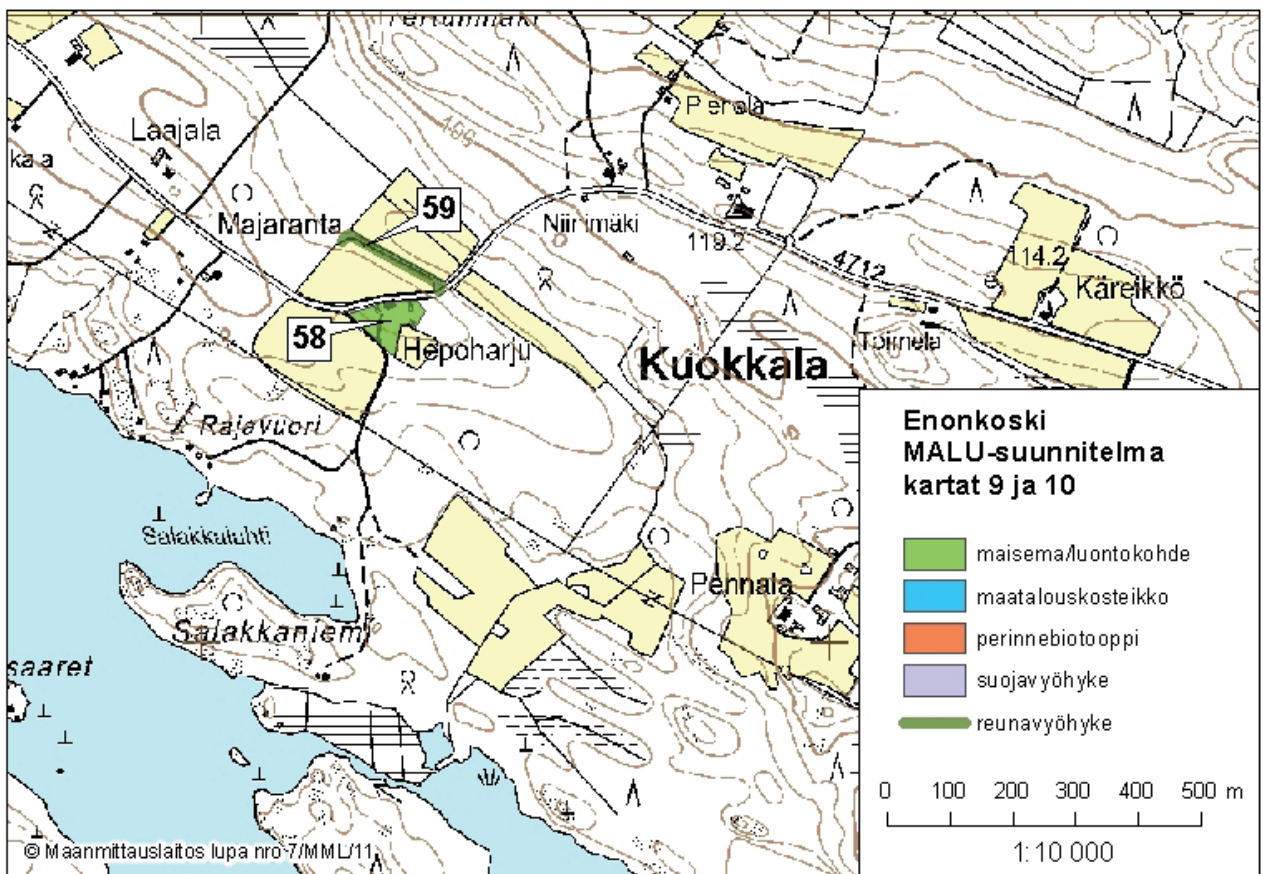 Laajala
Majaranta
59
58
Hepoharju
Niinimäki
119.2
4712
114.2
Käreikkö
Kuokkala
Rajavuori
Salakkalahti
Salakkaniemi
saaret
Pennala
Enonkoski
MALU-suunnitelma
kartat 9 ja 10
maisema/luontokohde
maatalouskosteikko
perinnebiotooppi
suojavyöhyke
reunavyöhyke
0 100 200 300 400 500 m
1:10 000
© Maanmittauslaitos lupa nro 7/MML/11